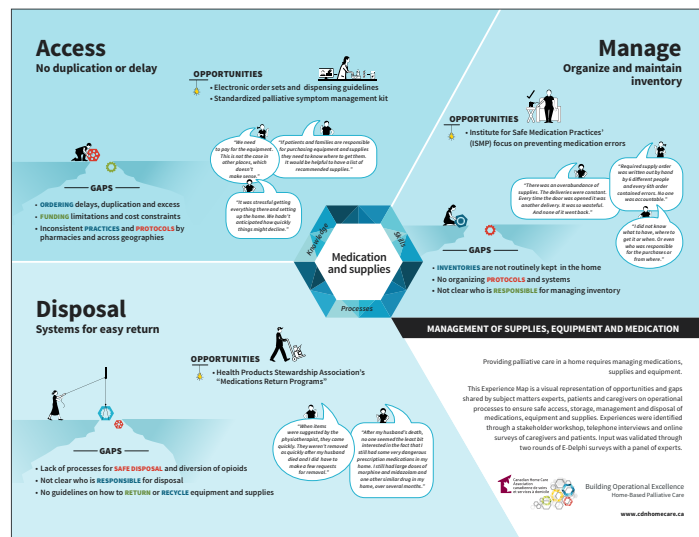 Access
No duplication or delay
OPPORTUNITIES
• Electronic order sets and dispensing guidelines
• Standardized palliative symptom management kit
"We need
to pay for the equipment.
This is not the case in
other places, which
doesn't
make sense."
"If patients and families are responsible
for purchasing equipment and supplies
they need to know where to get them.
It would be helpful to have a list of
recommended supplies."
"It was stressful getting
everything there and setting
up the home. We hadn't
anticipated how quickly
things might decline."
GAPS
• ORDERING delays, duplication and excess
• FUNDING limitations and cost constraints
• Inconsistent PRACTICES and PROTOCOLS by
pharmacies and across geographies
Manage
Organize and maintain
inventory
OPPORTUNITIES
• Institute for Safe Medication Practices'
(ISMP) focus on preventing medication errors
"There was an overabundance of
supplies. The deliveries were constant.
Every time the door was opened it was
another delivery. It was so wasteful.
And none of it went back."
"Required supply order
was written out by hand
by 6 different people
and every 6th order
contained errors. No one
was accountable."
"I did not know
what to have, where to
get it or when. Or even
who was responsible
for the purchases or
from where."
GAPS
• INVENTORIES are not routinely kept in the home
• No organizing PROTOCOLS and systems
• Not clear who is RESPONSIBLE for managing inventory
Knowledge
Skills
Medication
and supplies
Processes
Disposal
Systems for easy return
OPPORTUNITIES
• Health Products Stewardship Association's
"Medications Return Programs"
"When items
were suggested by the
physiotherapist, they came
quickly. They weren't removed
as quickly after my husband
died and I did have to
make a few requests
for removal."
"After my husband's death,
no one seemed the least bit
interested in the fact that I
still had some very dangerous
prescription medications in my
home. I still had large doses of
morphine and midazolam and
one other similar drug in my
home, over several months."
GAPS
• Lack of processes for SAFE DISPOSAL and diversion of opioids
• Not clear who is RESPONSIBLE for disposal
• No guidelines on how to RETURN or RECYCLE equipment and supplies
MANAGEMENT OF SUPPLIES, EQUIPMENT AND MEDICATION
Providing palliative care in a home requires managing medications,
supplies and equipment.
This Experience Map is a visual representation of opportunities and gaps
shared by subject matters experts, patients and caregivers on operational
processes to ensure safe access, storage, management and disposal of
medications, equipment and supplies. Experiences were identified
through a stakeholder workshop, telephone interviews and online
surveys of caregivers and patients. Input was validated through
two rounds of E-Delphi surveys with a panel of experts.
Canadian Home Care
Association
canadienne de soins
et services à domicile
Building Operational Excellence
Home-Based Palliative Care
www.cdnhomecare.ca